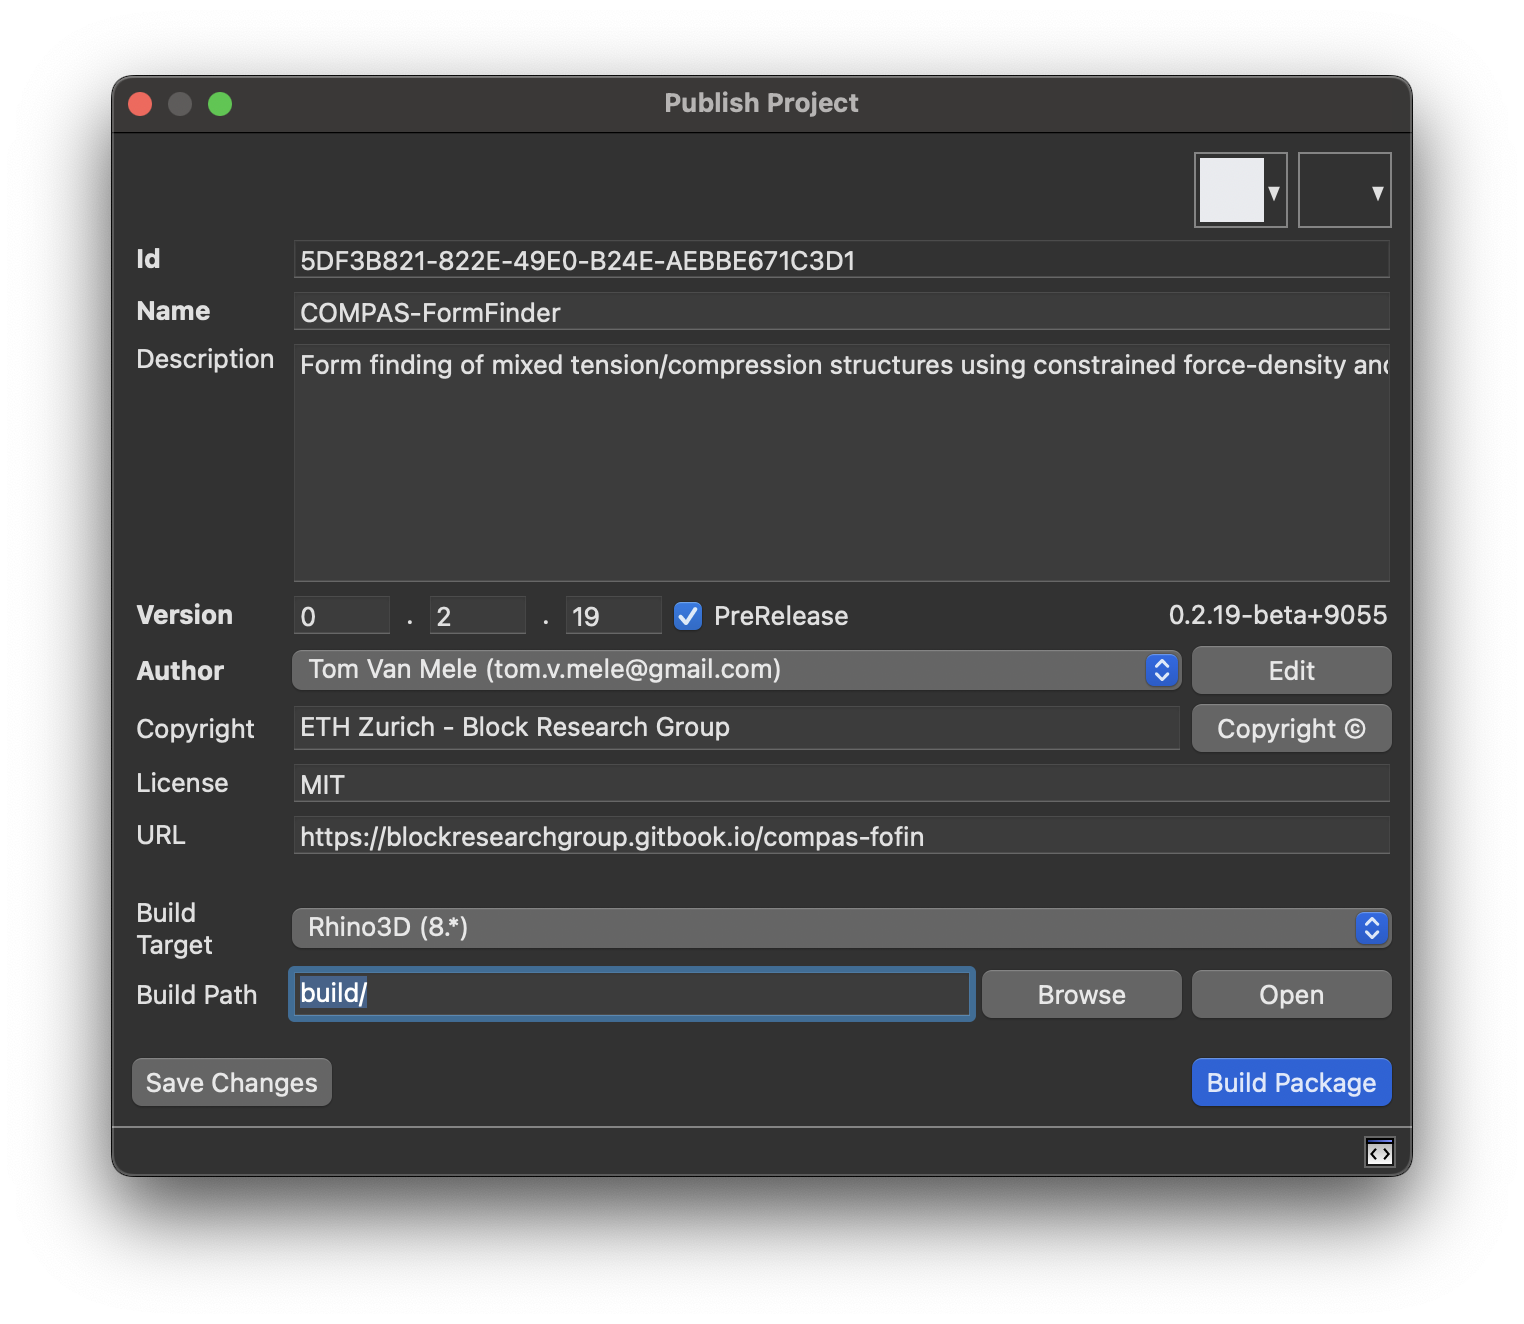 Publish Project
Id
5DF3B821-822E-49E0-B24E-AEBBE671C3D1
Name
COMPAS-FormFinder
Description
Form finding of mixed tension/compression structures using constrained force-density
Version
0 . 2 . 19
PreRelease
0.2.19-beta+9055
Author
Tom Van Mele (tom.v.mele@gmail.com)
Edit
Copyright
ETH Zurich - Block Research Group
Copyright ©
License
MIT
URL
https://blockresearchgroup.gitbook.io/compas-fofin
Build
Target
Rhino3D (8.*)
Build Path
build/
Browse
Open
Save Changes
Build Package